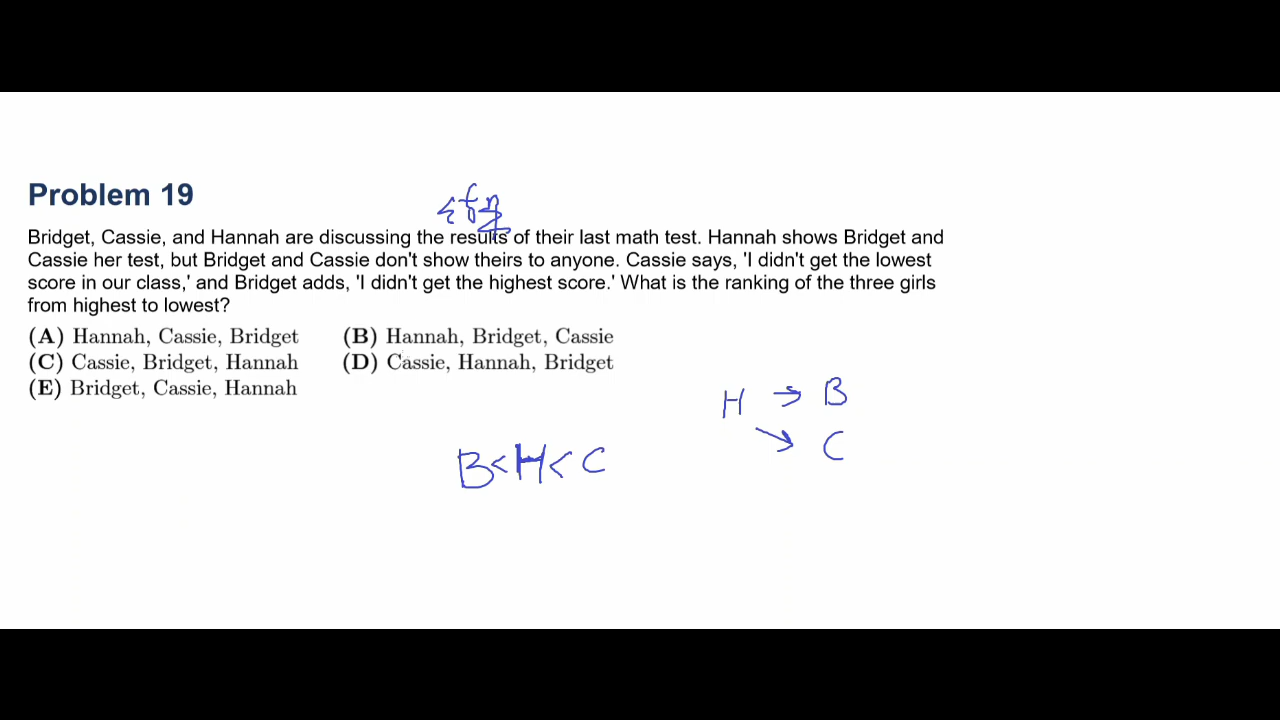 Problem 19
Bridget, Cassie, and Hannah are discussing the results of their last math test. Hannah shows Bridget and
Cassie her test, but Bridget and Cassie don't show theirs to anyone. Cassie says, 'I didn't get the lowest
score in our class,' and Bridget adds, 'I didn't get the highest score.' What is the ranking of the three girls
from highest to lowest?
(A) Hannah, Cassie, Bridget (B) Hannah, Bridget, Cassie
(C) Cassie, Bridget, Hannah (D) Cassie, Hannah, Bridget
(E) Bridget, Cassie, Hannah
H → B
↘ C
B < H < C